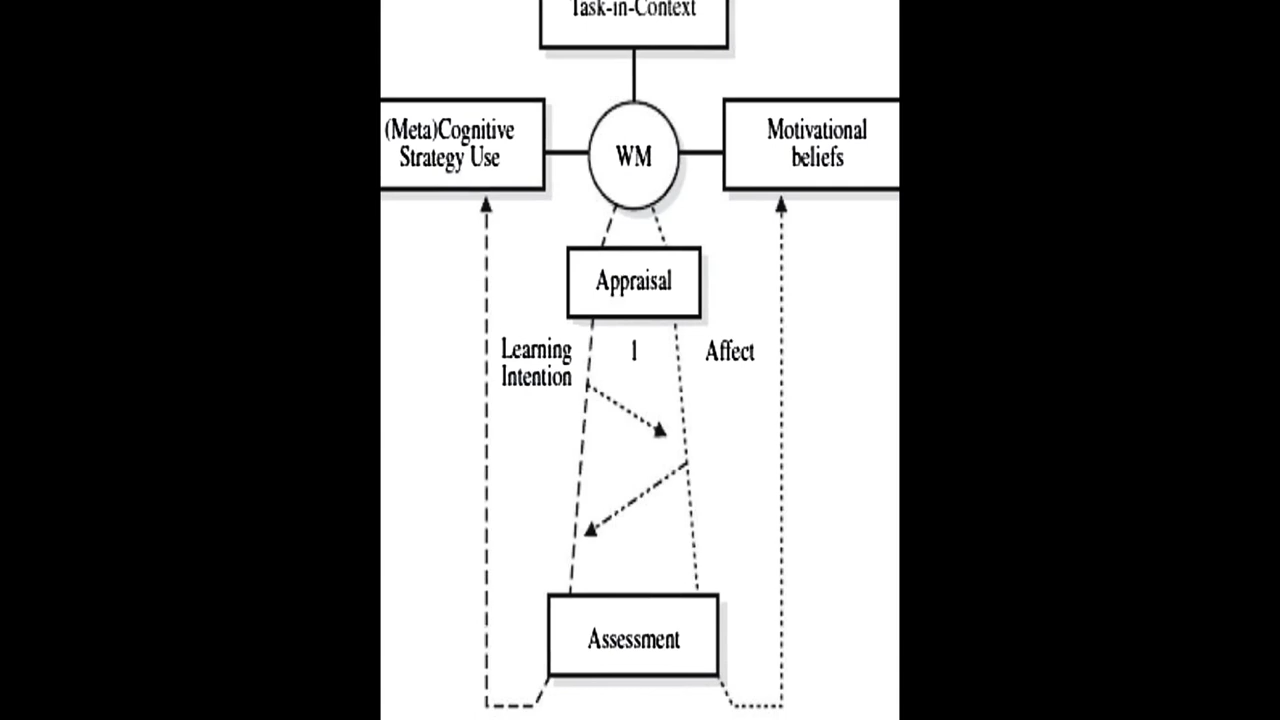 Task-in-Context
(Meta)Cognitive
Strategy Use
WM
Motivational
beliefs
Appraisal
Learning
Intention
1
Affect
Assessment